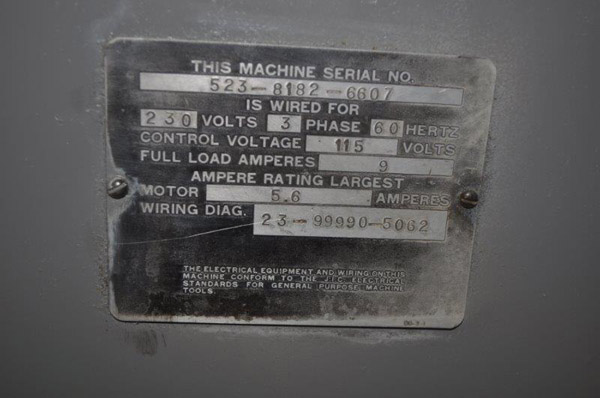 THIS MACHINE SERIAL NO.
523-8182-6607
IS WIRED FOR
230 VOLTS 3 PHASE 60 HERTZ
CONTROL VOLTAGE 115 VOLTS
FULL LOAD AMPERES 9
AMPERE RATING LARGEST
MOTOR 5.6 AMPERES
WIRING DIAG. 23-99990-5062
THE ELECTRICAL EQUIPMENT AND WIRING ON THIS
MACHINE CONFORM TO THE ELECTRICAL
STANDARDS FOR GENERAL PURPOSE MACHINE
TOOLS.